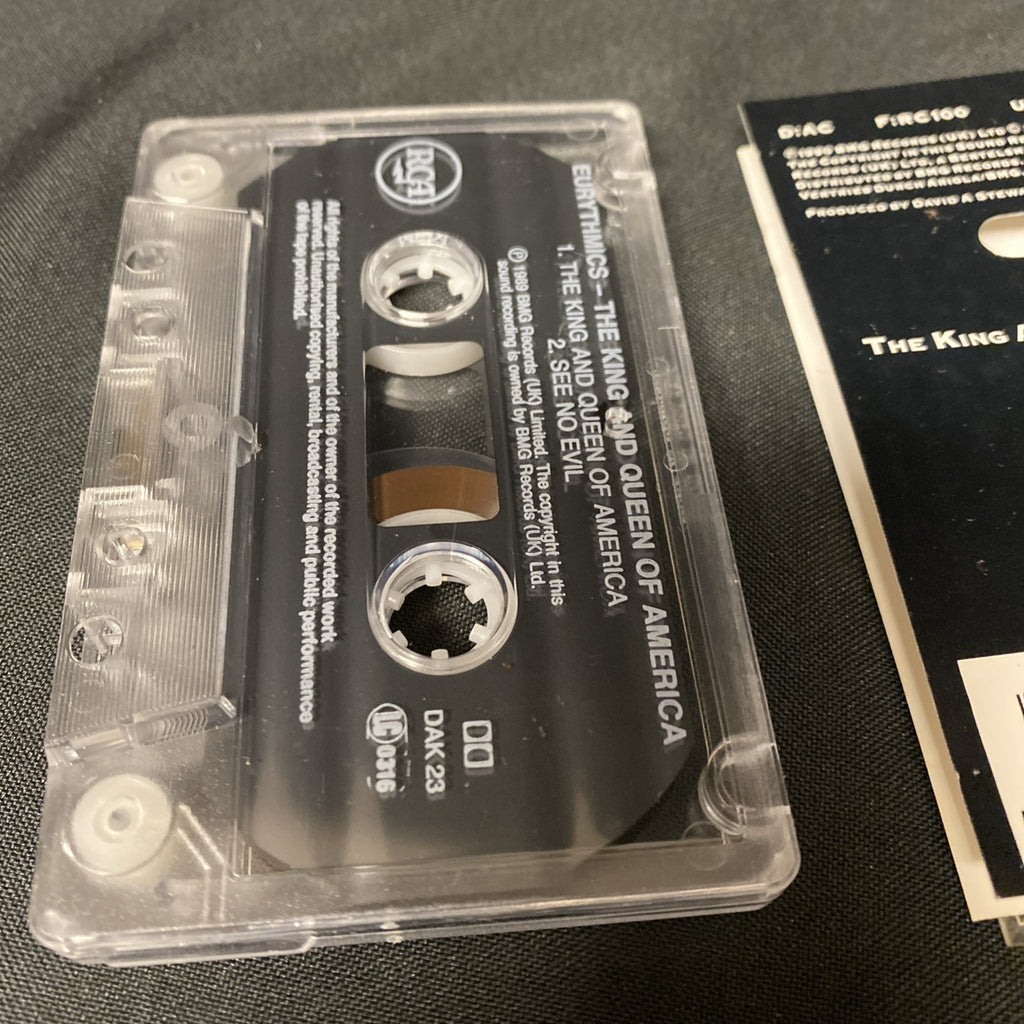 EURYTHMICS – THE KING AND QUEEN OF AMERICA
1. THE KING AND QUEEN OF AMERICA
2. SEE NO EVIL
Ⓟ 1989 BMG Records (UK) Limited. The copyright in this
sound recording is owned by BMG Records (UK) Ltd.
RCA
DAK 23
LC 0316
All rights of the manufacturer and of the owner of the recorded work
reserved. Unauthorised copying, rental, broadcasting and public performance
of this tape prohibited.
D:AC F:RC100
PRODUCED BY DAVID A
THE KING